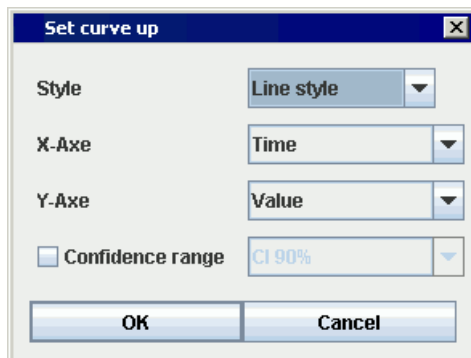 Set curve up
Style Line style
X-Axe Time
Y-Axe Value
Confidence range CI 90%
OK Cancel